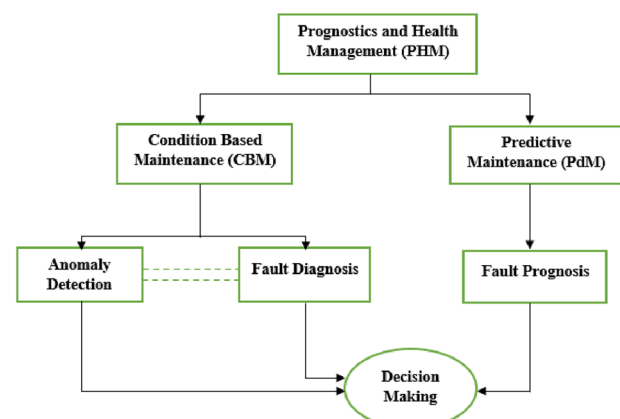 Prognostics and Health
Management (PHM)
Condition Based
Maintenance (CBM)
Predictive
Maintenance (PdM)
Anomaly
Detection
Fault Diagnosis
Fault Prognosis
Decision
Making